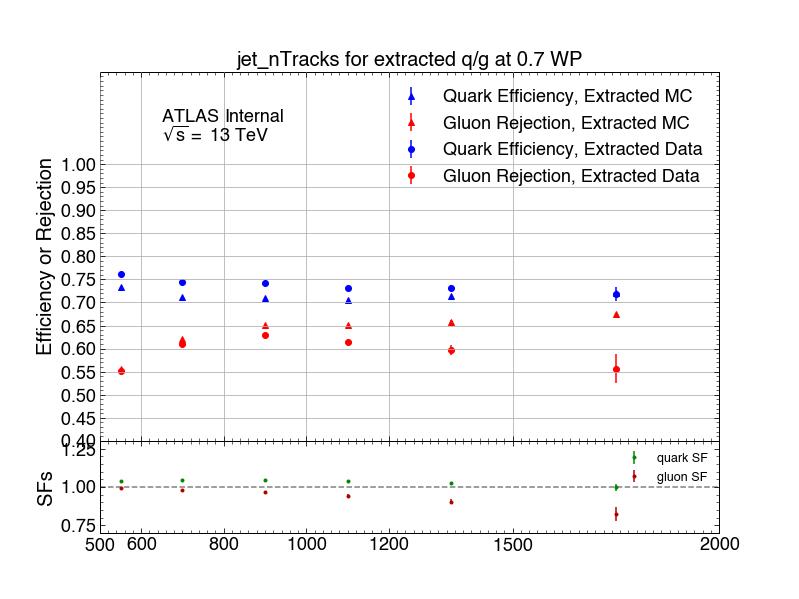 jet_nTracks for extracted q/g at 0.7 WP
ATLAS Internal
√s = 13 TeV
Quark Efficiency, Extracted MC
Gluon Rejection, Extracted MC
Quark Efficiency, Extracted Data
Gluon Rejection, Extracted Data
Efficiency or Rejection
1.00
0.95
0.90
0.85
0.80
0.75
0.70
0.65
0.60
0.55
0.50
0.45
0.40
SFs
1.25
1.00
0.75
quark SF
gluon SF
500 600 800 1000 1200 1500 2000